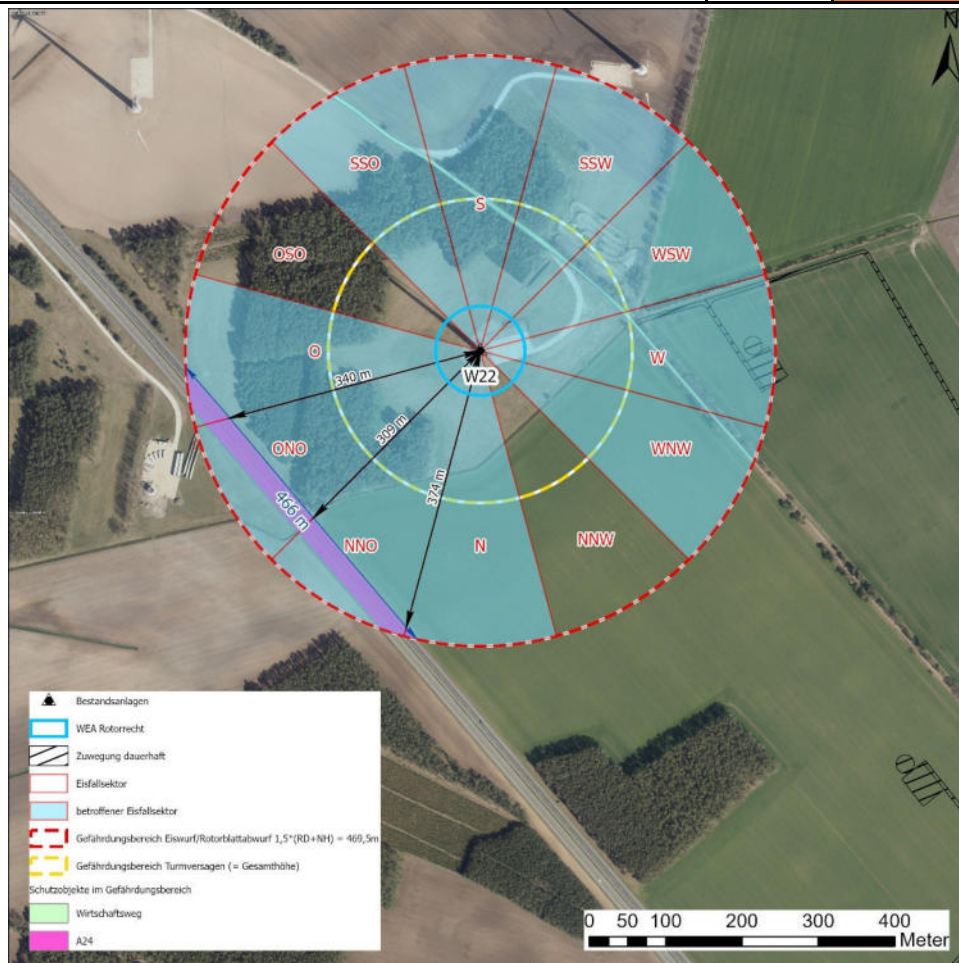 N
SSO
SSW
S
OSO
WSW
O
W
340 m
W22
309 m
ONO
WNW
374 m
466 m
NNO
N
NNW
Bestandsanlagen
WEA Rotorrecht
Zuwegung dauerhaft
Eisfallsektor
betroffener Eisfallsektor
Gefährdungsbereich Eiswurf/Rotorblattabwurf 1,5*(RD+NH) = 469,5m
Gefährdungsbereich Turmversagen (= Gesamthöhe)
Schutzobjekte im Gefährdungsbereich
Wirtschaftsweg
A24
0 50 100 200 300 400
Meter